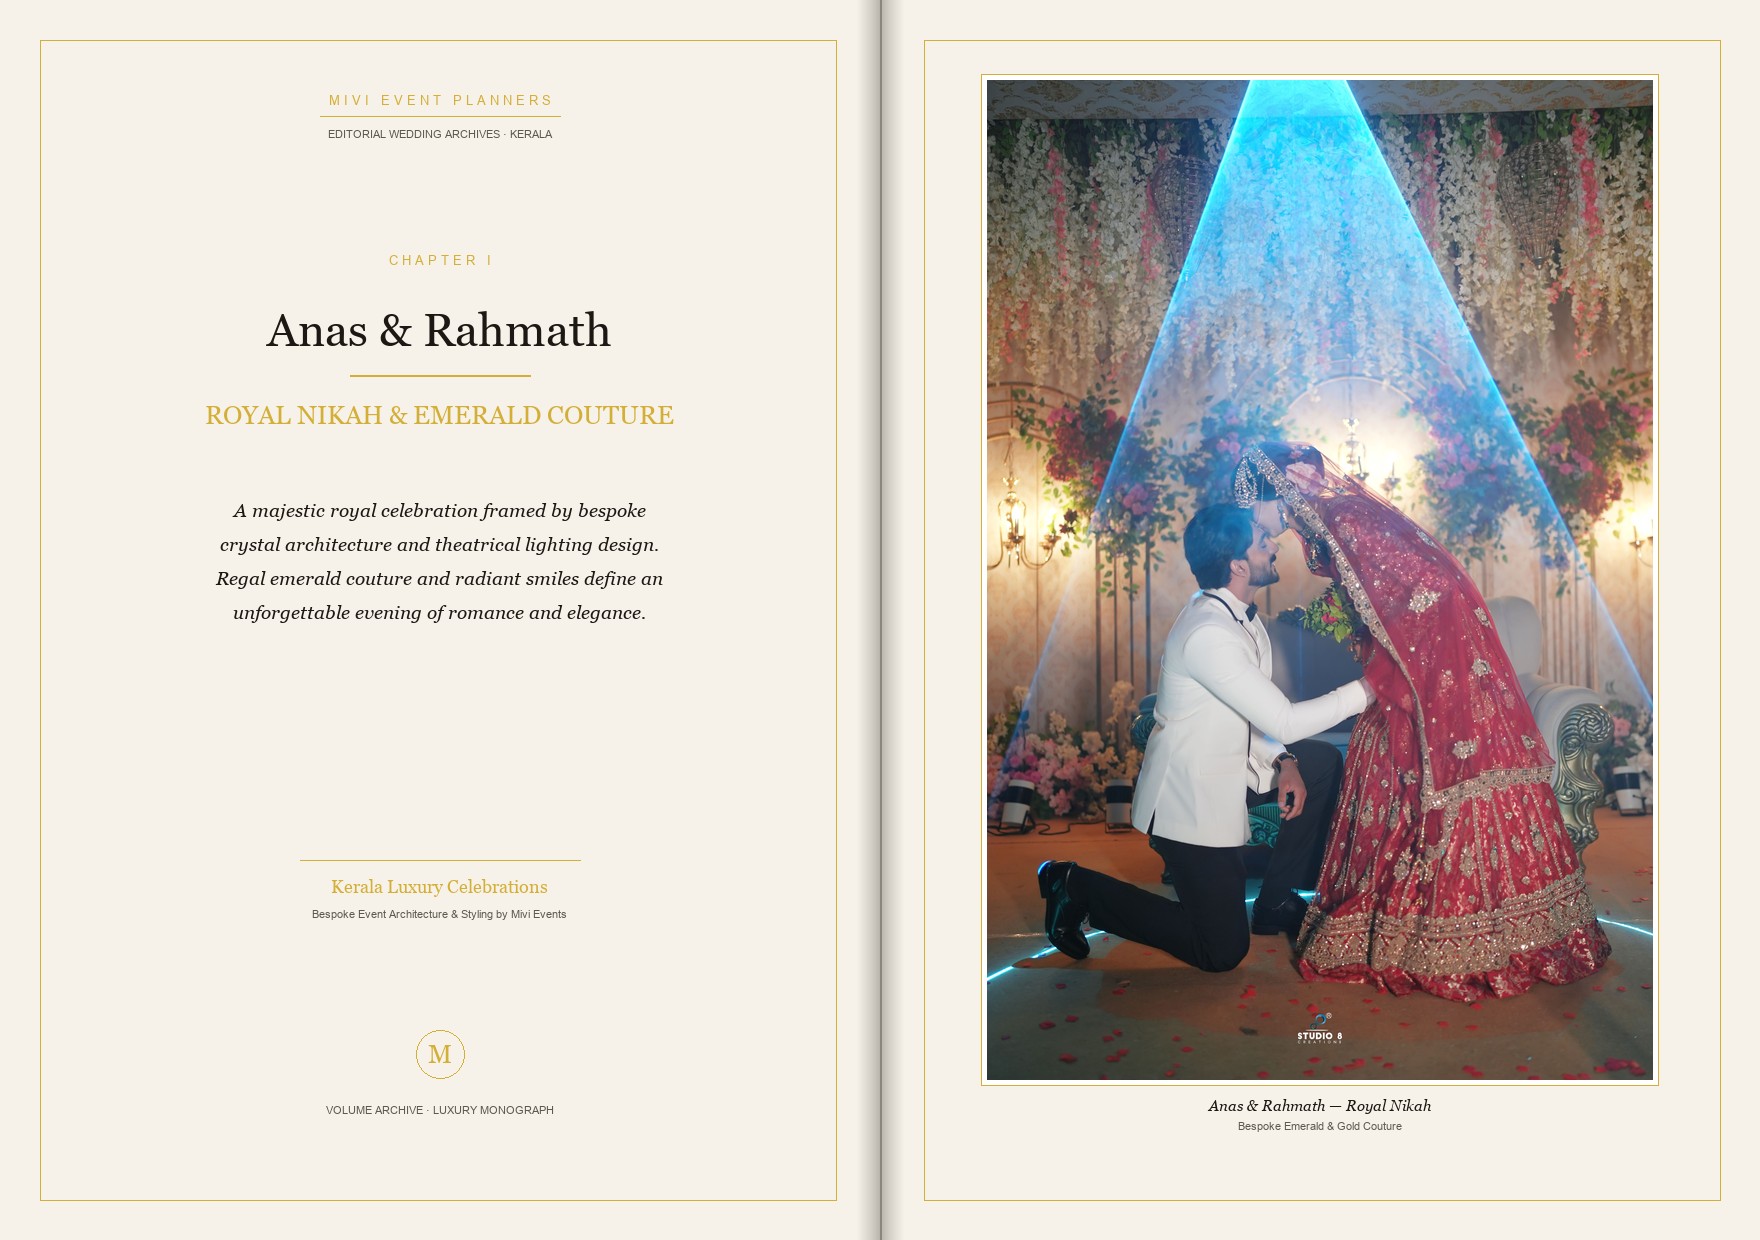 MIVI EVENT PLANNERS
EDITORIAL WEDDING ARCHIVES · KERALA
CHAPTER I
Anas & Rahmath
ROYAL NIKAH & EMERALD COUTURE
A majestic royal celebration framed by bespoke
crystal architecture and theatrical lighting design.
Regal emerald couture and radiant smiles define an
unforgettable evening of romance and elegance.
Kerala Luxury Celebrations
Bespoke Event Architecture & Styling by Mivi Events
M
VOLUME ARCHIVE · LUXURY MONOGRAPH
STUDIO 8
CREATIONS
Anas & Rahmath — Royal Nikah
Bespoke Emerald & Gold Couture